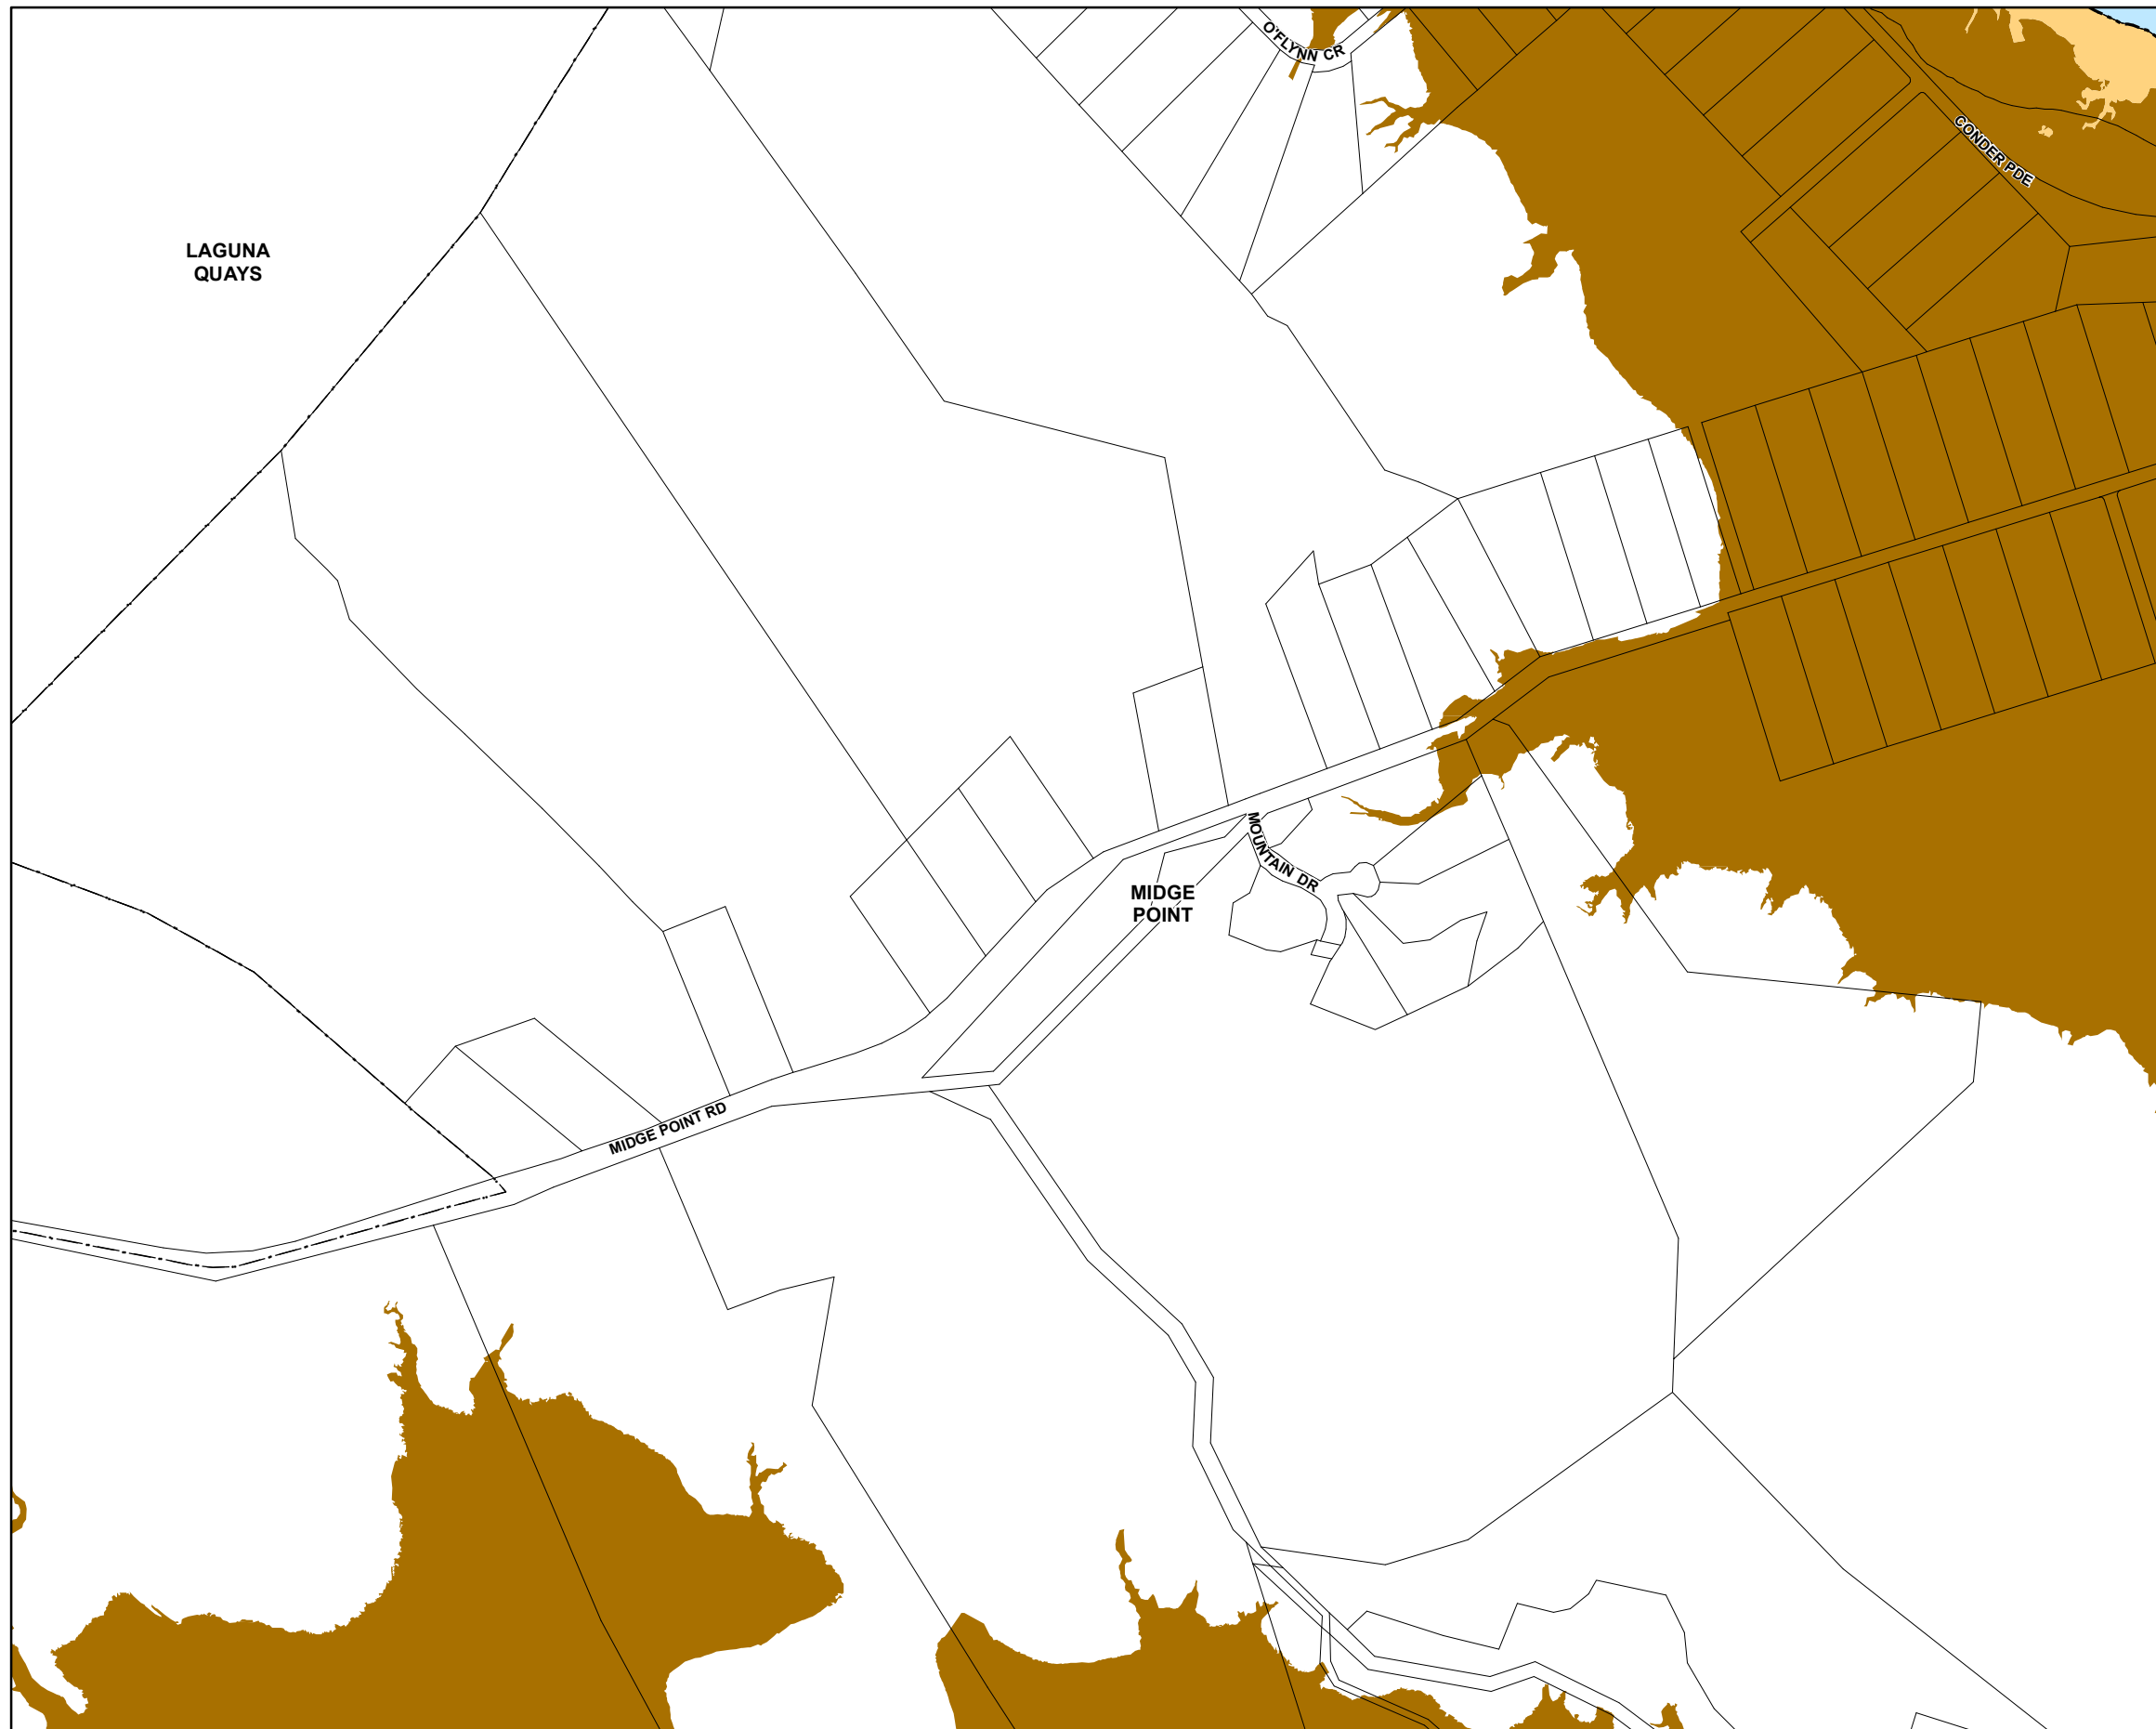 O'FLYNN CR
CONDER PDE
LAGUNA
QUAYS
MOUNTAIN DR
MIDGE
POINT
MIDGE POINT RD